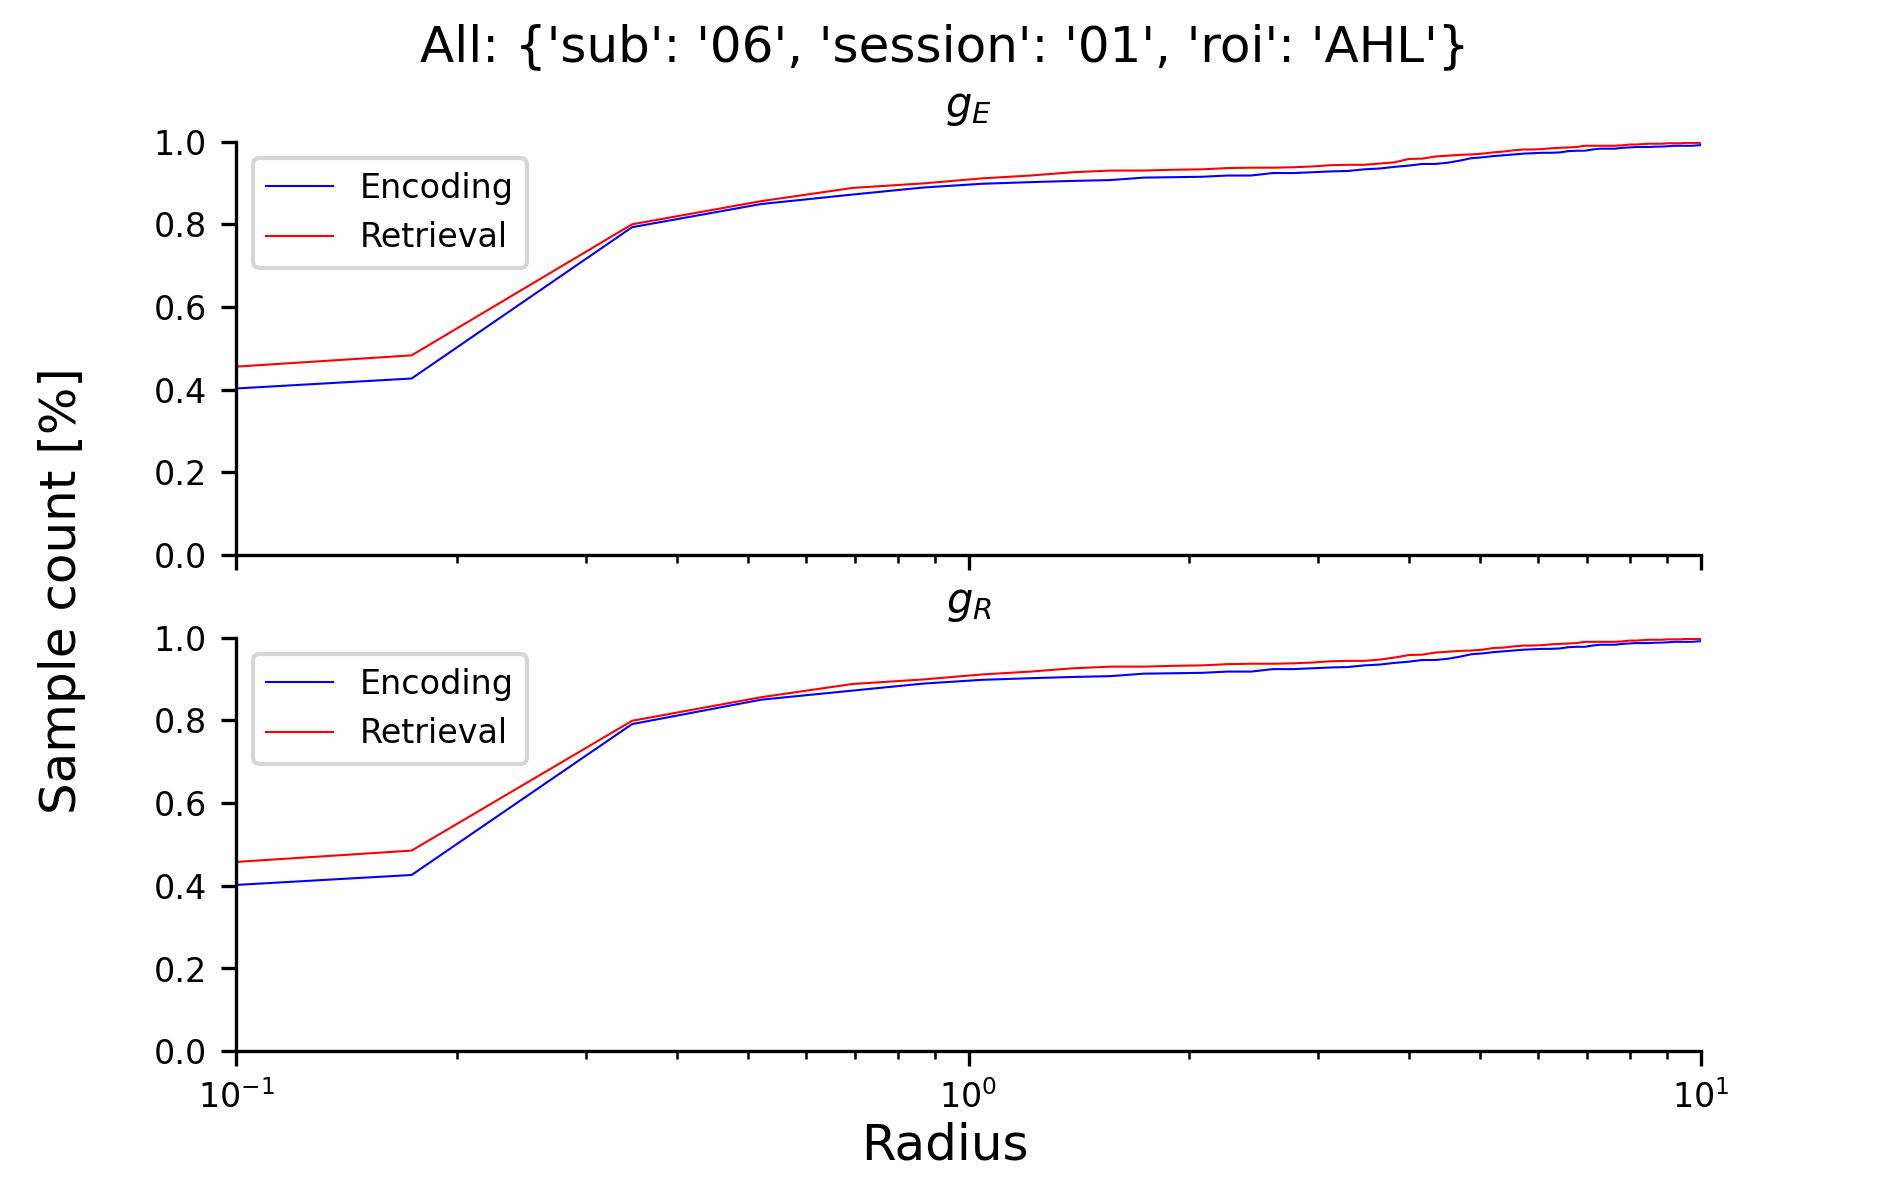 All: {'sub': '06', 'session': '01', 'roi': 'AHL'}
g_E
1.0
0.8
0.6
0.4
0.2
0.0
Encoding
Retrieval
g_R
1.0
0.8
0.6
0.4
0.2
0.0
Encoding
Retrieval
10^-1
10^0
10^1
Radius
Sample count [%]